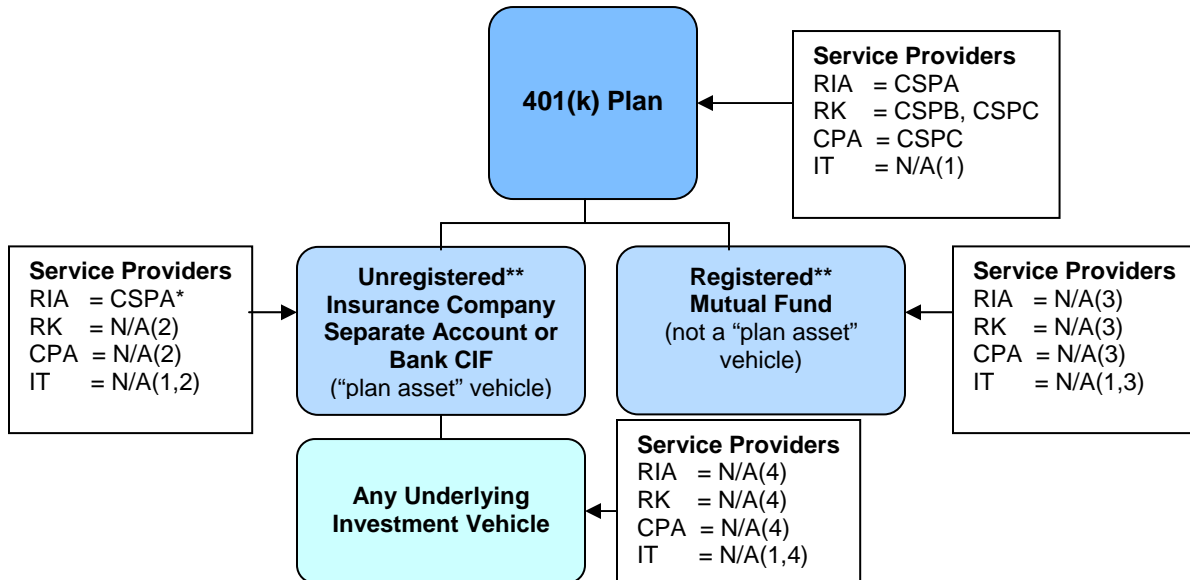 401(k) Plan
Service Providers
RIA = CSPA
RK = CSPB, CSPC
CPA = CSPC
IT = N/A(1)
Service Providers
RIA = CSPA*
RK = N/A(2)
CPA = N/A(2)
IT = N/A(1,2)
Unregistered**
Insurance Company
Separate Account or
Bank CIF
(“plan asset” vehicle)
Registered**
Mutual Fund
(not a “plan asset”
vehicle)
Service Providers
RIA = N/A(3)
RK = N/A(3)
CPA = N/A(3)
IT = N/A(1,3)
Any Underlying
Investment Vehicle
Service Providers
RIA = N/A(4)
RK = N/A(4)
CPA = N/A(4)
IT = N/A(1,4)